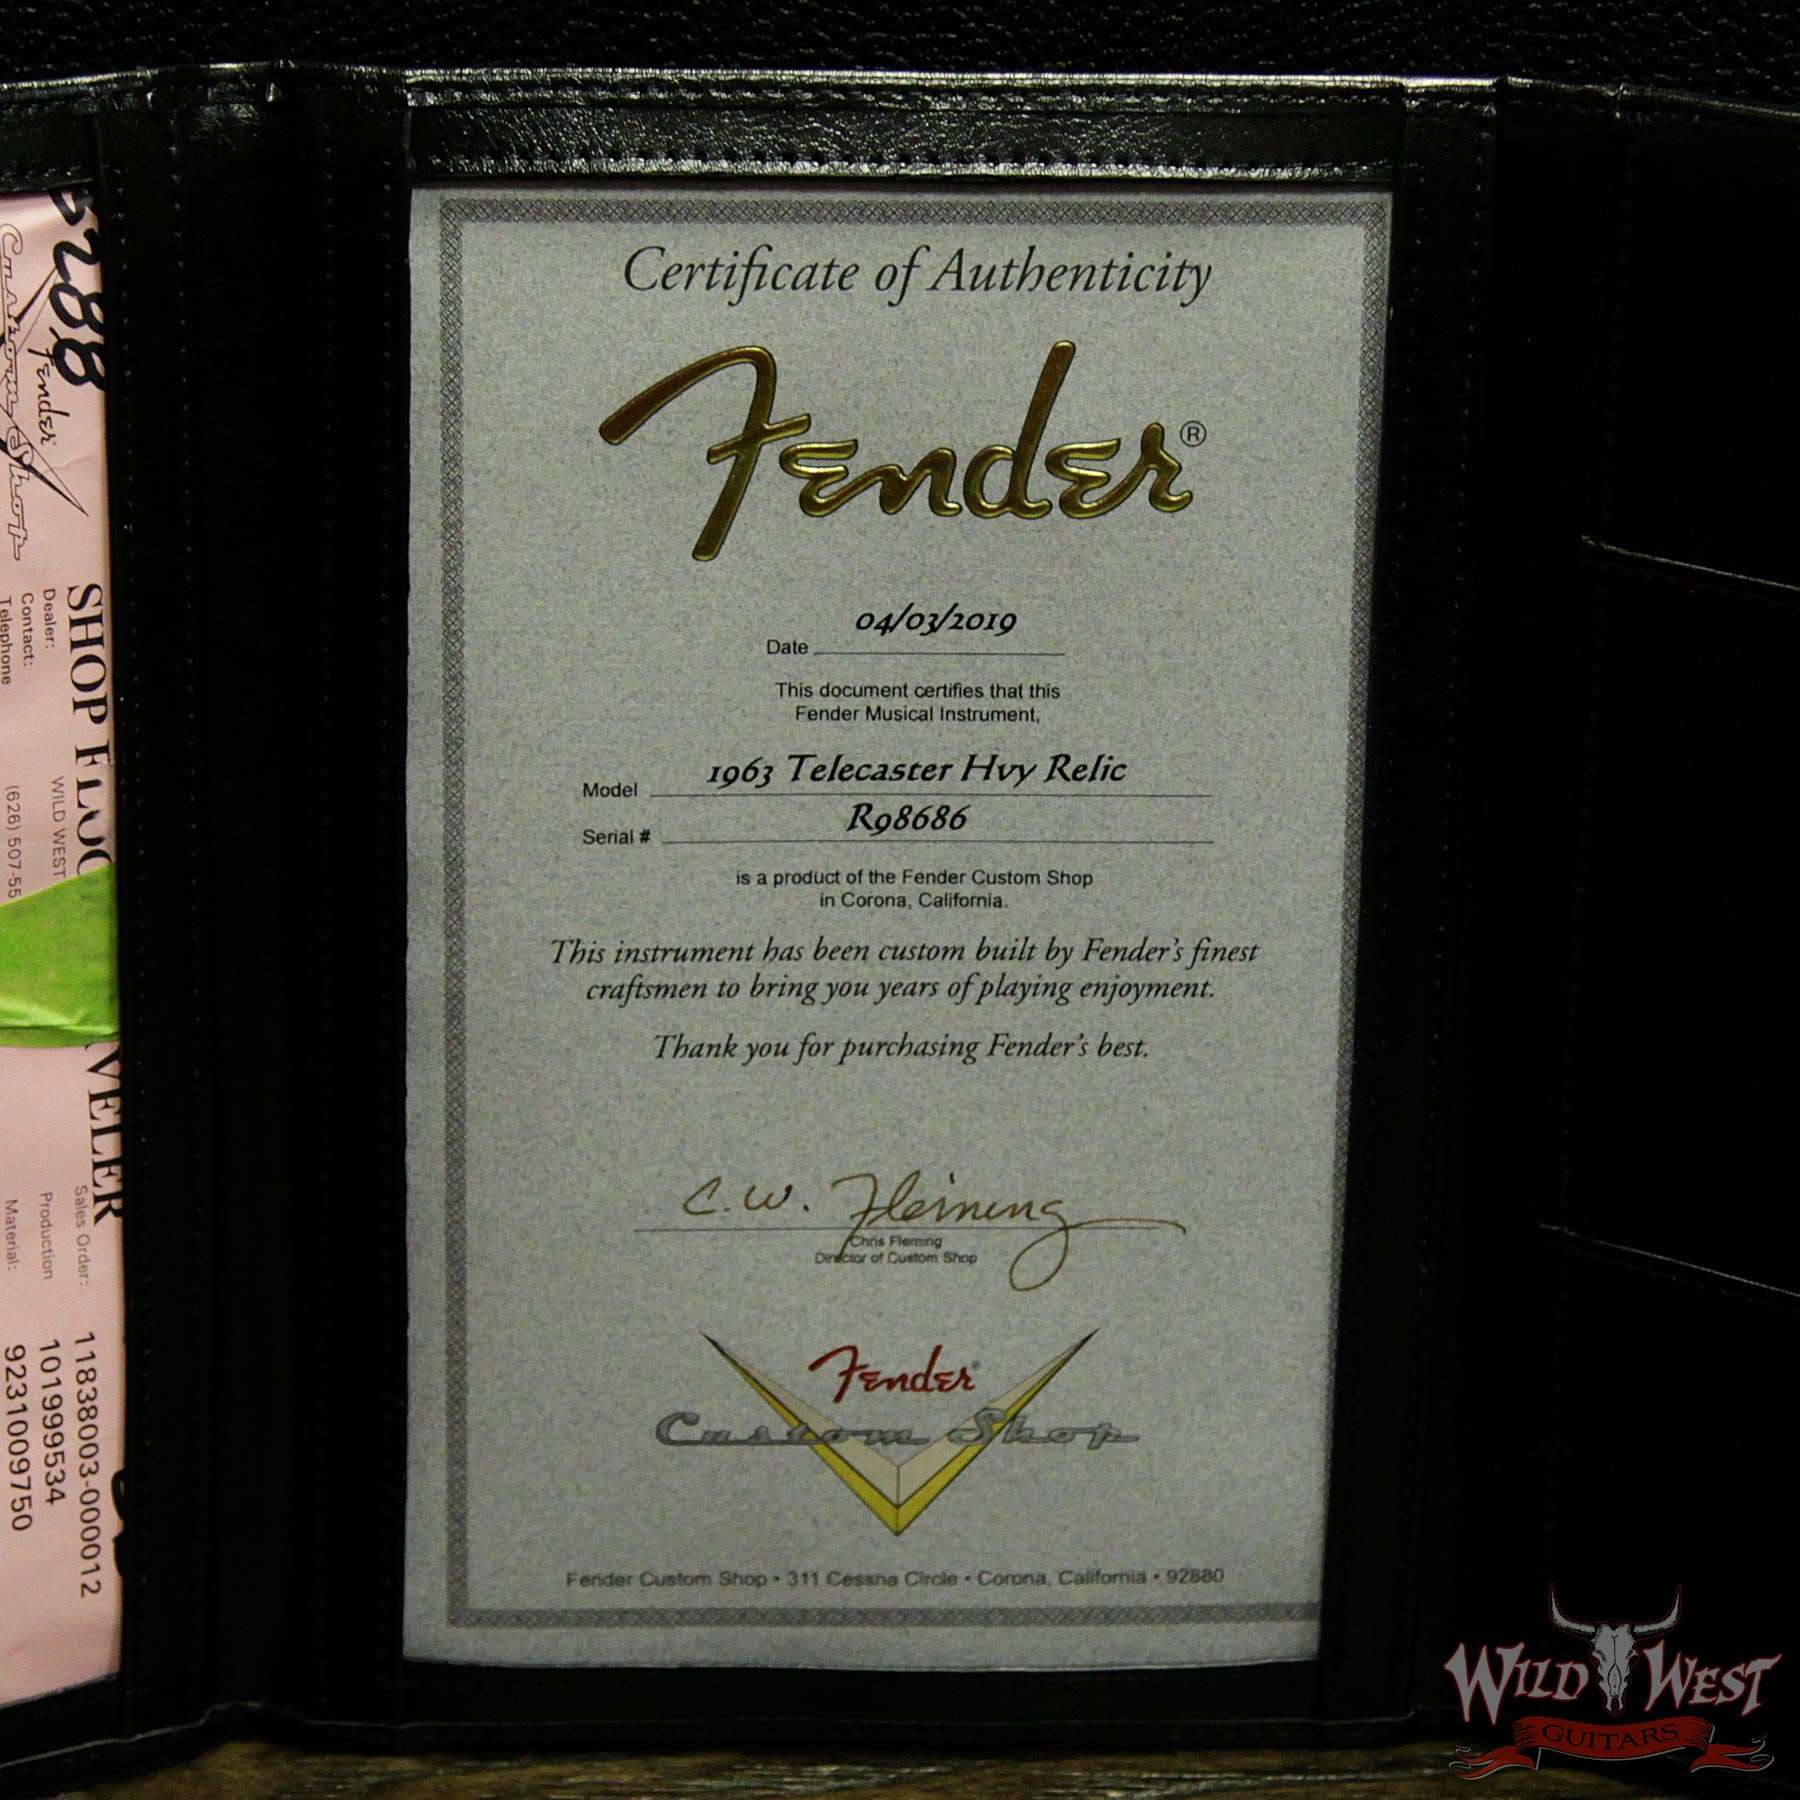 Certificate of Authenticity
Fender®
Date 04/03/2019
This document certifies that this
Fender Musical Instrument,
Model 1963 Telecaster Hvy Relic
Serial # R98686
is a product of the Fender Custom Shop
in Corona, California.
This instrument has been custom built by Fender's finest
craftsmen to bring you years of playing enjoyment.
Thank you for purchasing Fender's best.
C.W. Fleming
Chris Fleming
Director of Custom Shop
Fender
Custom Shop
Fender Custom Shop • 311 Cessna Circle • Corona, California • 92880
Fender
Custom Shop
SHOP
Dealer: WILD WEST
Contact:
Telephone (626) 507-55
Sales Order: 11838003-000012
Production 101999534
Material: 9231009750
WILD WEST
GUITARS